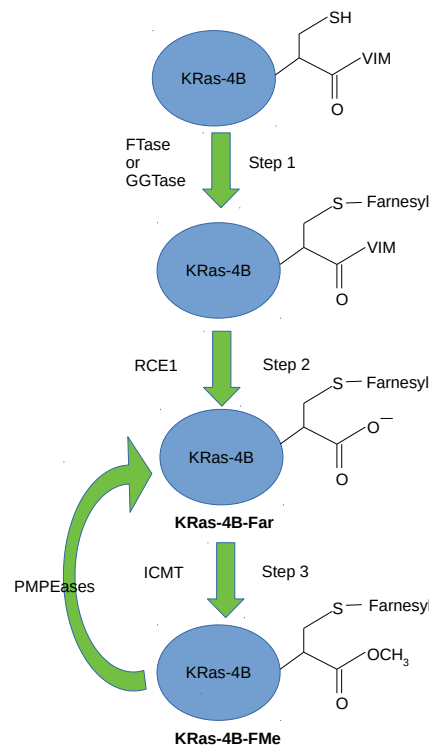 SH
KRas-4B
VIM
O
FTase
or
GGTase
Step 1
S
Farnesyl
KRas-4B
VIM
O
RCE1
Step 2
S
Farnesyl
O
KRas-4B
O
KRas-4B-Far
PMPEases
ICMT
Step 3
S
Farnesyl
OCH3
KRas-4B
O
KRas-4B-FMe